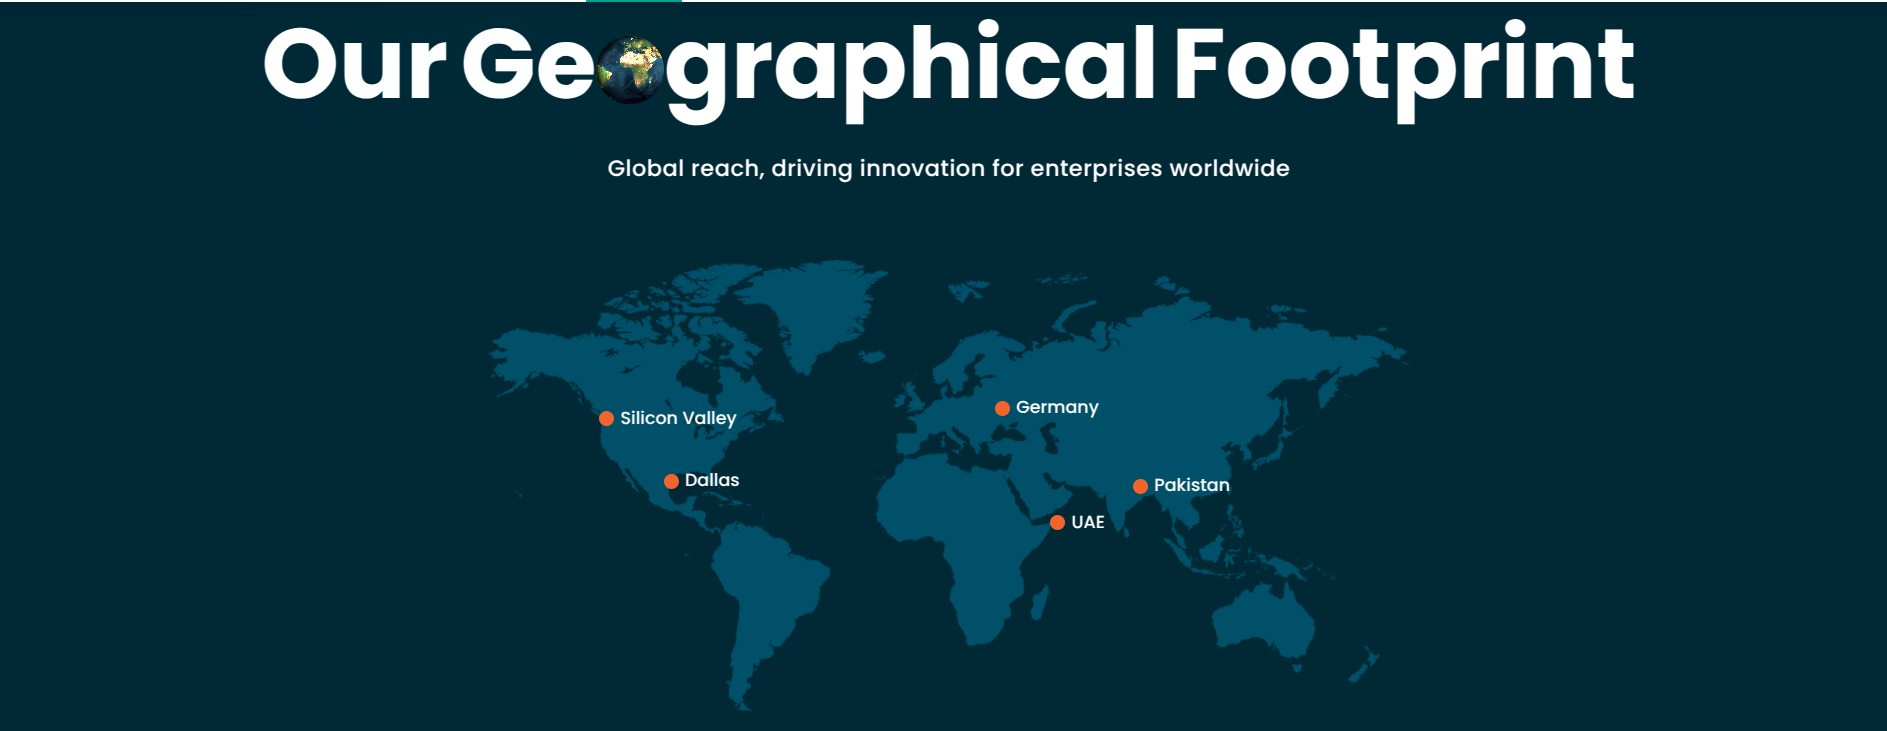 Our Geographical Footprint
Global reach, driving innovation for enterprises worldwide
Germany
Silicon Valley
Dallas
Pakistan
UAE